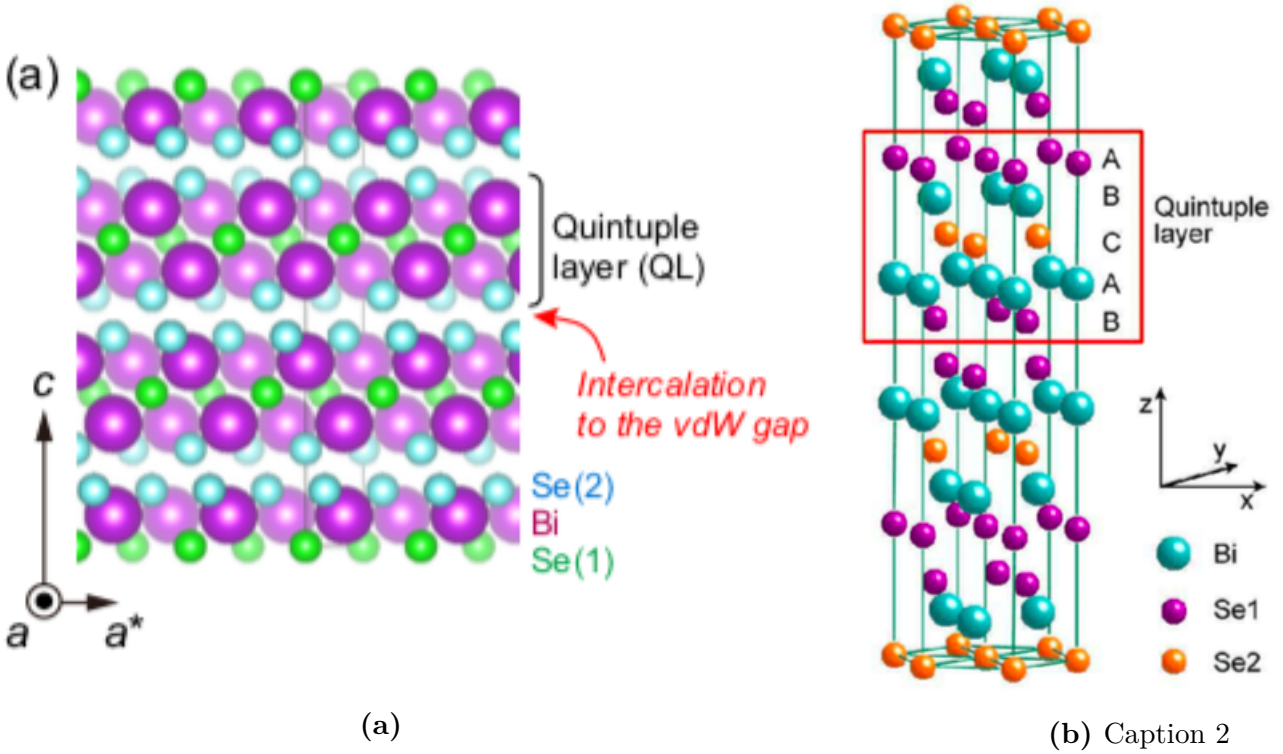 (a)
Quintuple
layer (QL)
Intercalation
to the vdW gap
Se(2)
Bi
Se(1)
c
a
a*
(a)
A
B
C
A
B
Quintuple
layer
z
y
x
Bi
Se1
Se2
(b) Caption 2